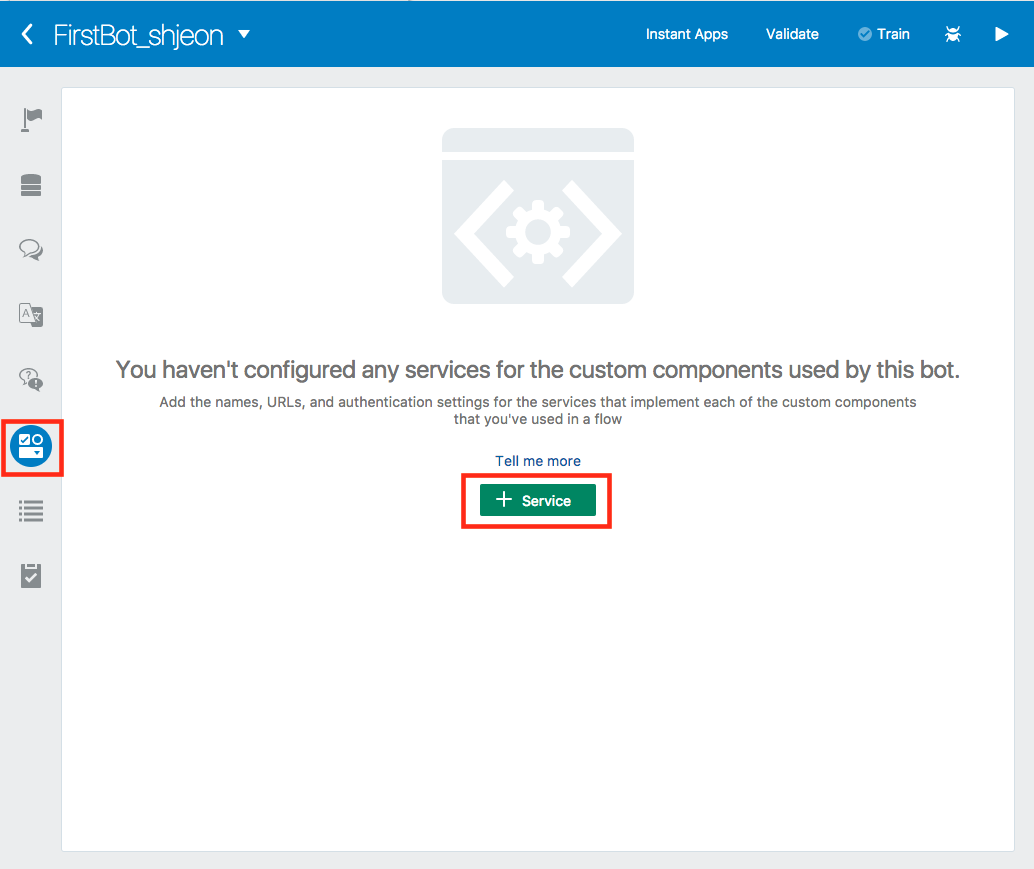 FirstBot_shjeon
Instant Apps
Validate
Train
You haven't configured any services for the custom components used by this bot.
Add the names, URLs, and authentication settings for the services that implement each of the custom components
that you've used in a flow
Tell me more
+ Service